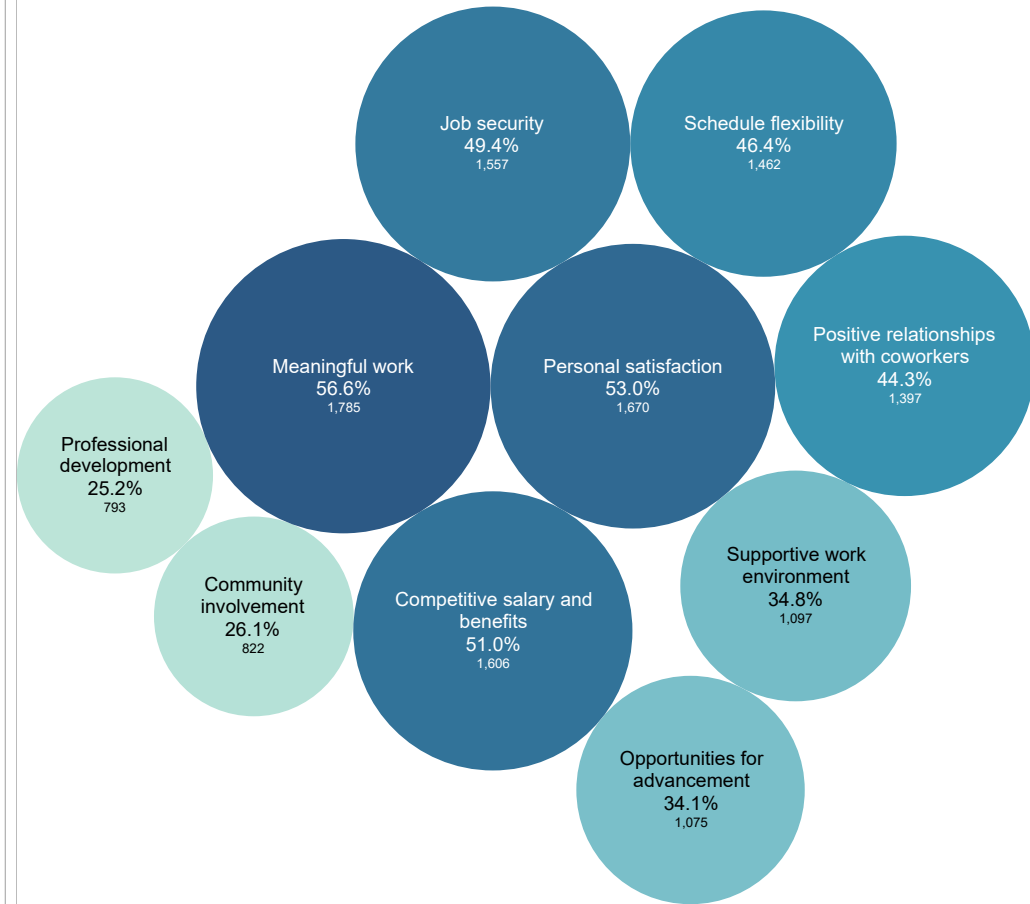 Job security
49.4%
1,557
Schedule flexibility
46.4%
1,462
Meaningful work
56.6%
1,785
Personal satisfaction
53.0%
1,670
Positive relationships
with coworkers
44.3%
1,397
Professional
development
25.2%
793
Community
involvement
26.1%
822
Competitive salary and
benefits
51.0%
1,606
Supportive work
environment
34.8%
1,097
Opportunities for
advancement
34.1%
1,075